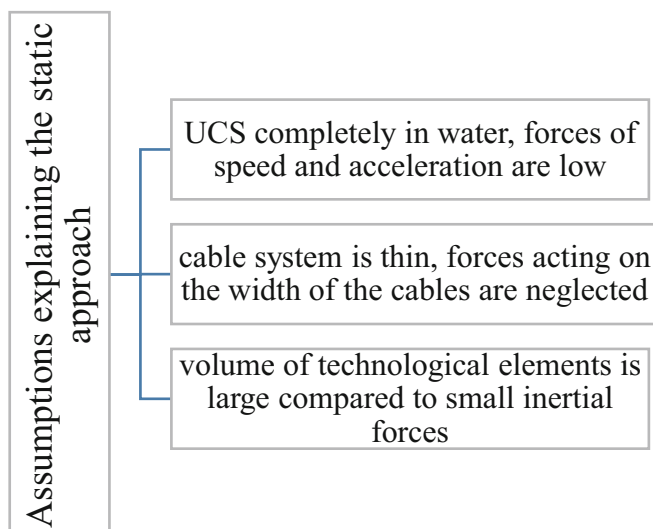 Assumptions explaining the static
approach
UCS completely in water, forces of
speed and acceleration are low
cable system is thin, forces acting on
the width of the cables are neglected
volume of technological elements is
large compared to small inertial
forces